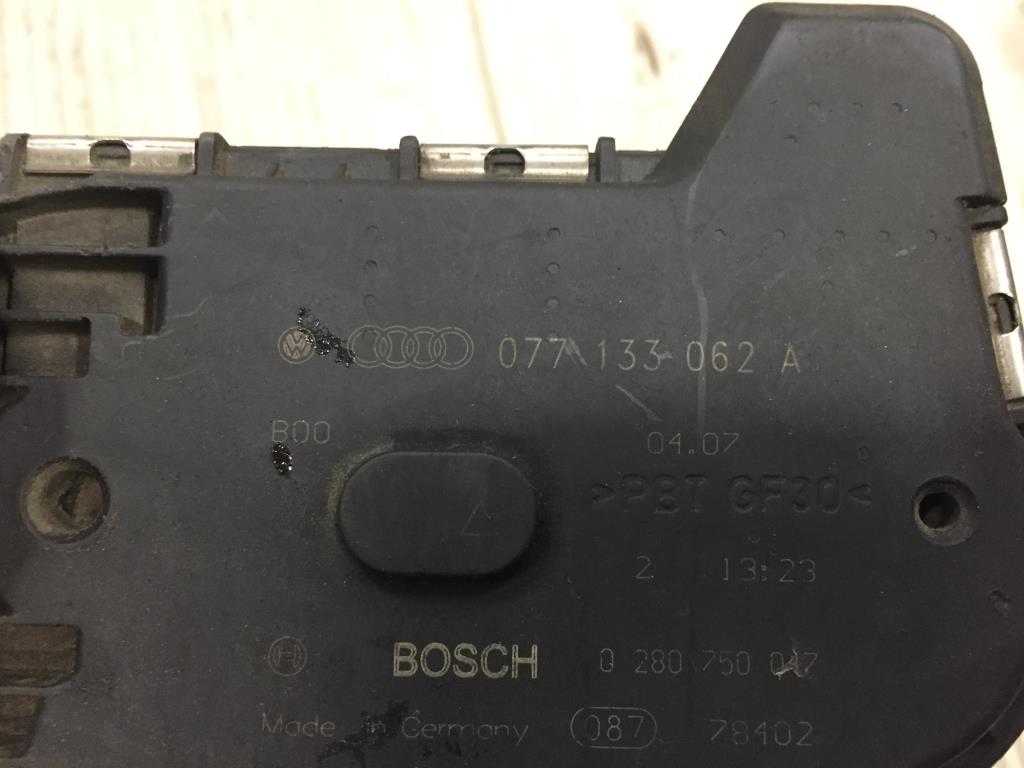 077 133 062 A
B00
04.07
>PBT GF30<
2 13:23
BOSCH 0 280 750
Made in Germany 087 78402